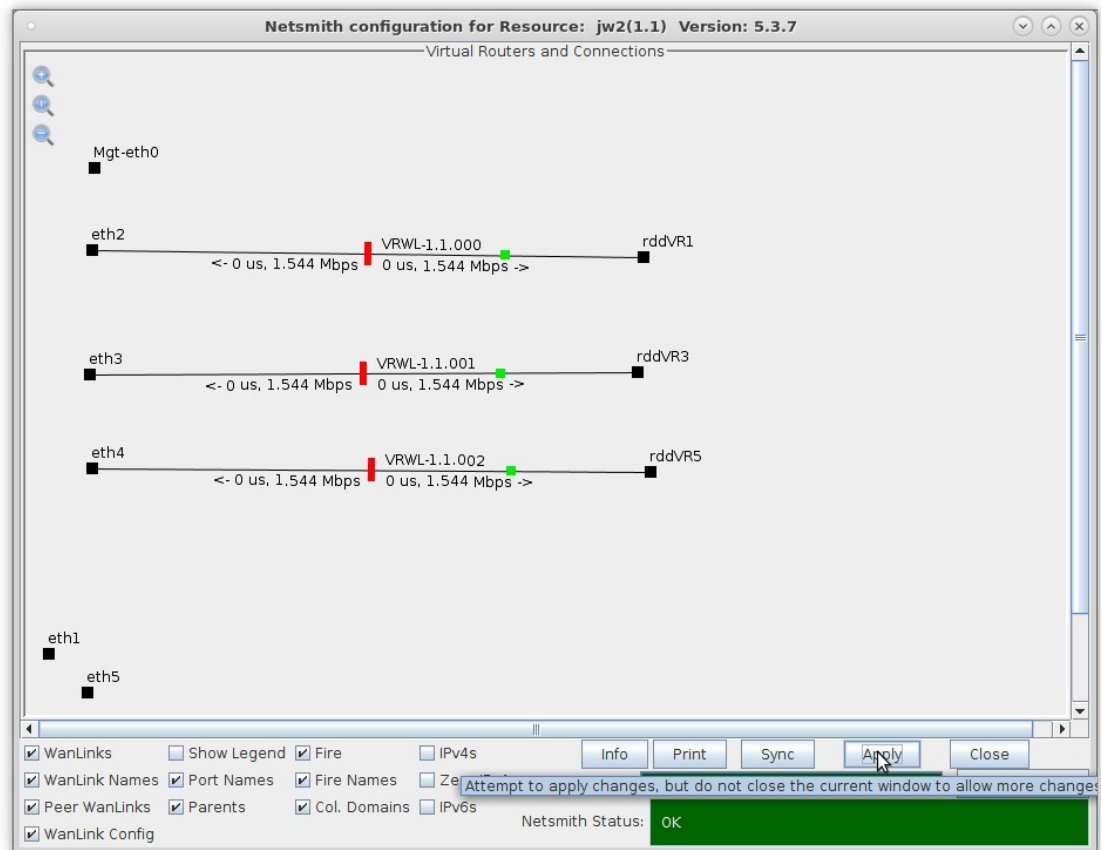 Netsmith configuration for Resource: jw2(1.1) Version: 5.3.7
Virtual Routers and Connections
Mgt-eth0
eth2
VRWL-1.1.000
rddVR1
<- 0 us, 1.544 Mbps 0 us, 1.544 Mbps ->
eth3
VRWL-1.1.001
rddVR3
<- 0 us, 1.544 Mbps 0 us, 1.544 Mbps ->
eth4
VRWL-1.1.002
rddVR5
<- 0 us, 1.544 Mbps 0 us, 1.544 Mbps ->
eth1
eth5
WanLinks Show Legend Fire IPv4s Info Print Sync Apply Close
WanLink Names Port Names Fire Names
Attempt to apply changes, but do not close the current window to allow more changes
Peer WanLinks Parents Col. Domains IPv6s
Netsmith Status: OK
WanLink Config